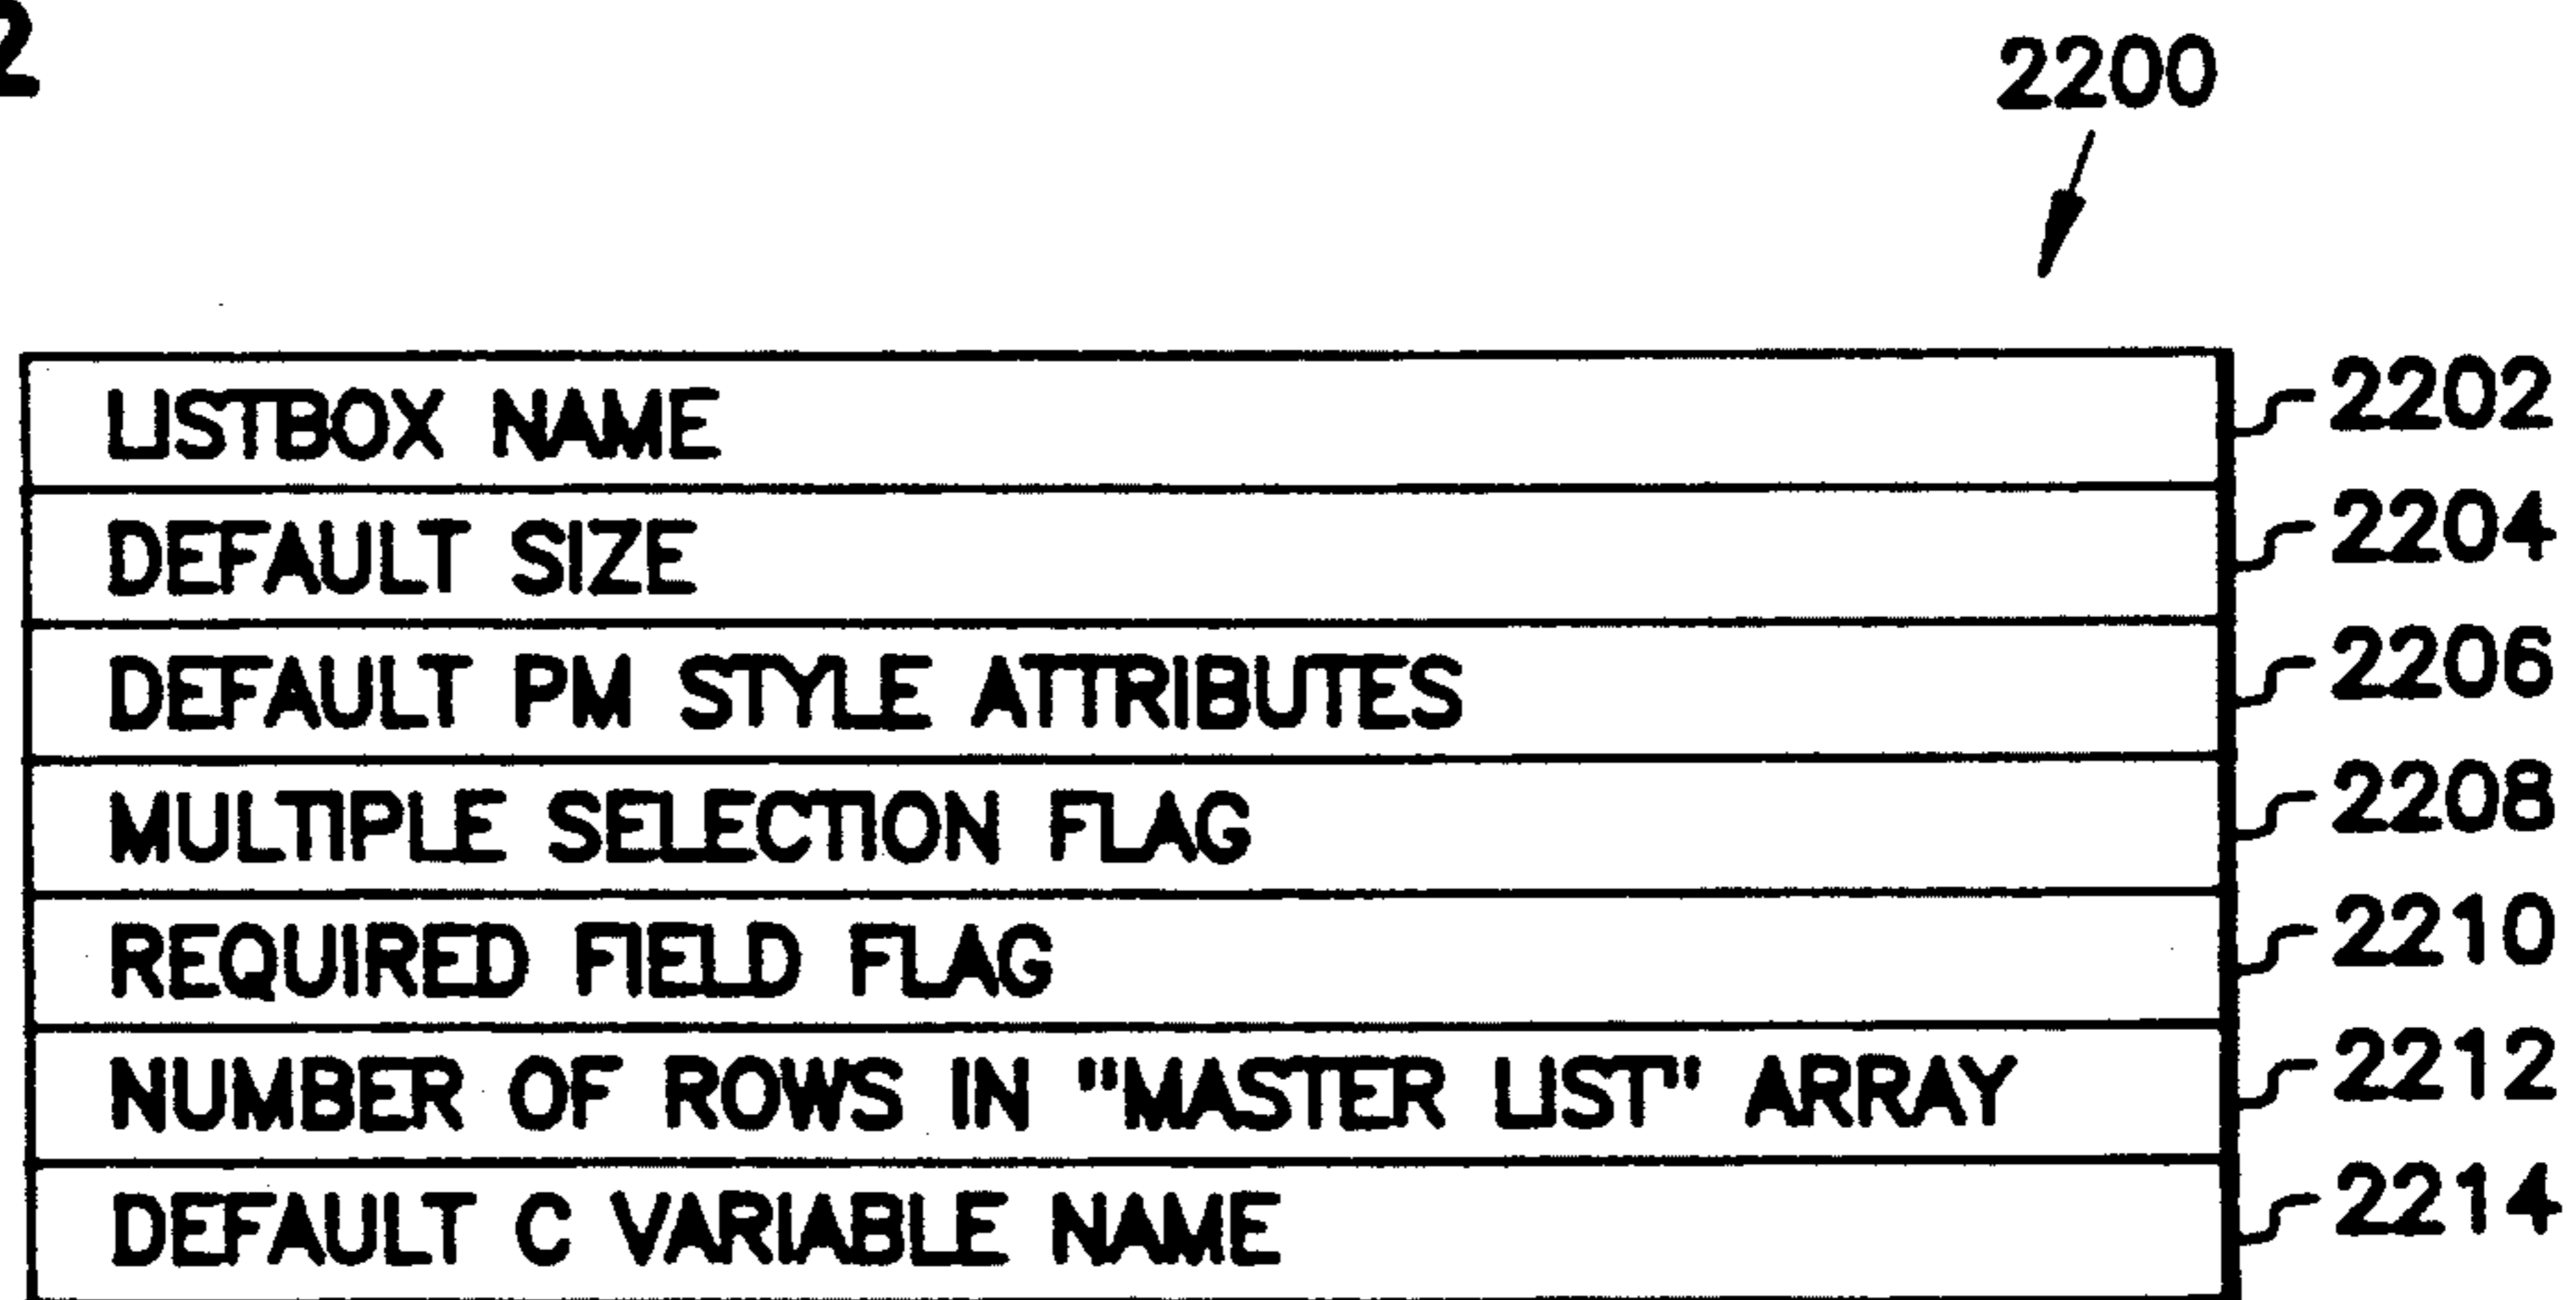 2
2200
LISTBOX NAME 2202
DEFAULT SIZE 2204
DEFAULT PM STYLE ATTRIBUTES 2206
MULTIPLE SELECTION FLAG 2208
REQUIRED FIELD FLAG 2210
NUMBER OF ROWS IN "MASTER LIST" ARRAY 2212
DEFAULT C VARIABLE NAME 2214